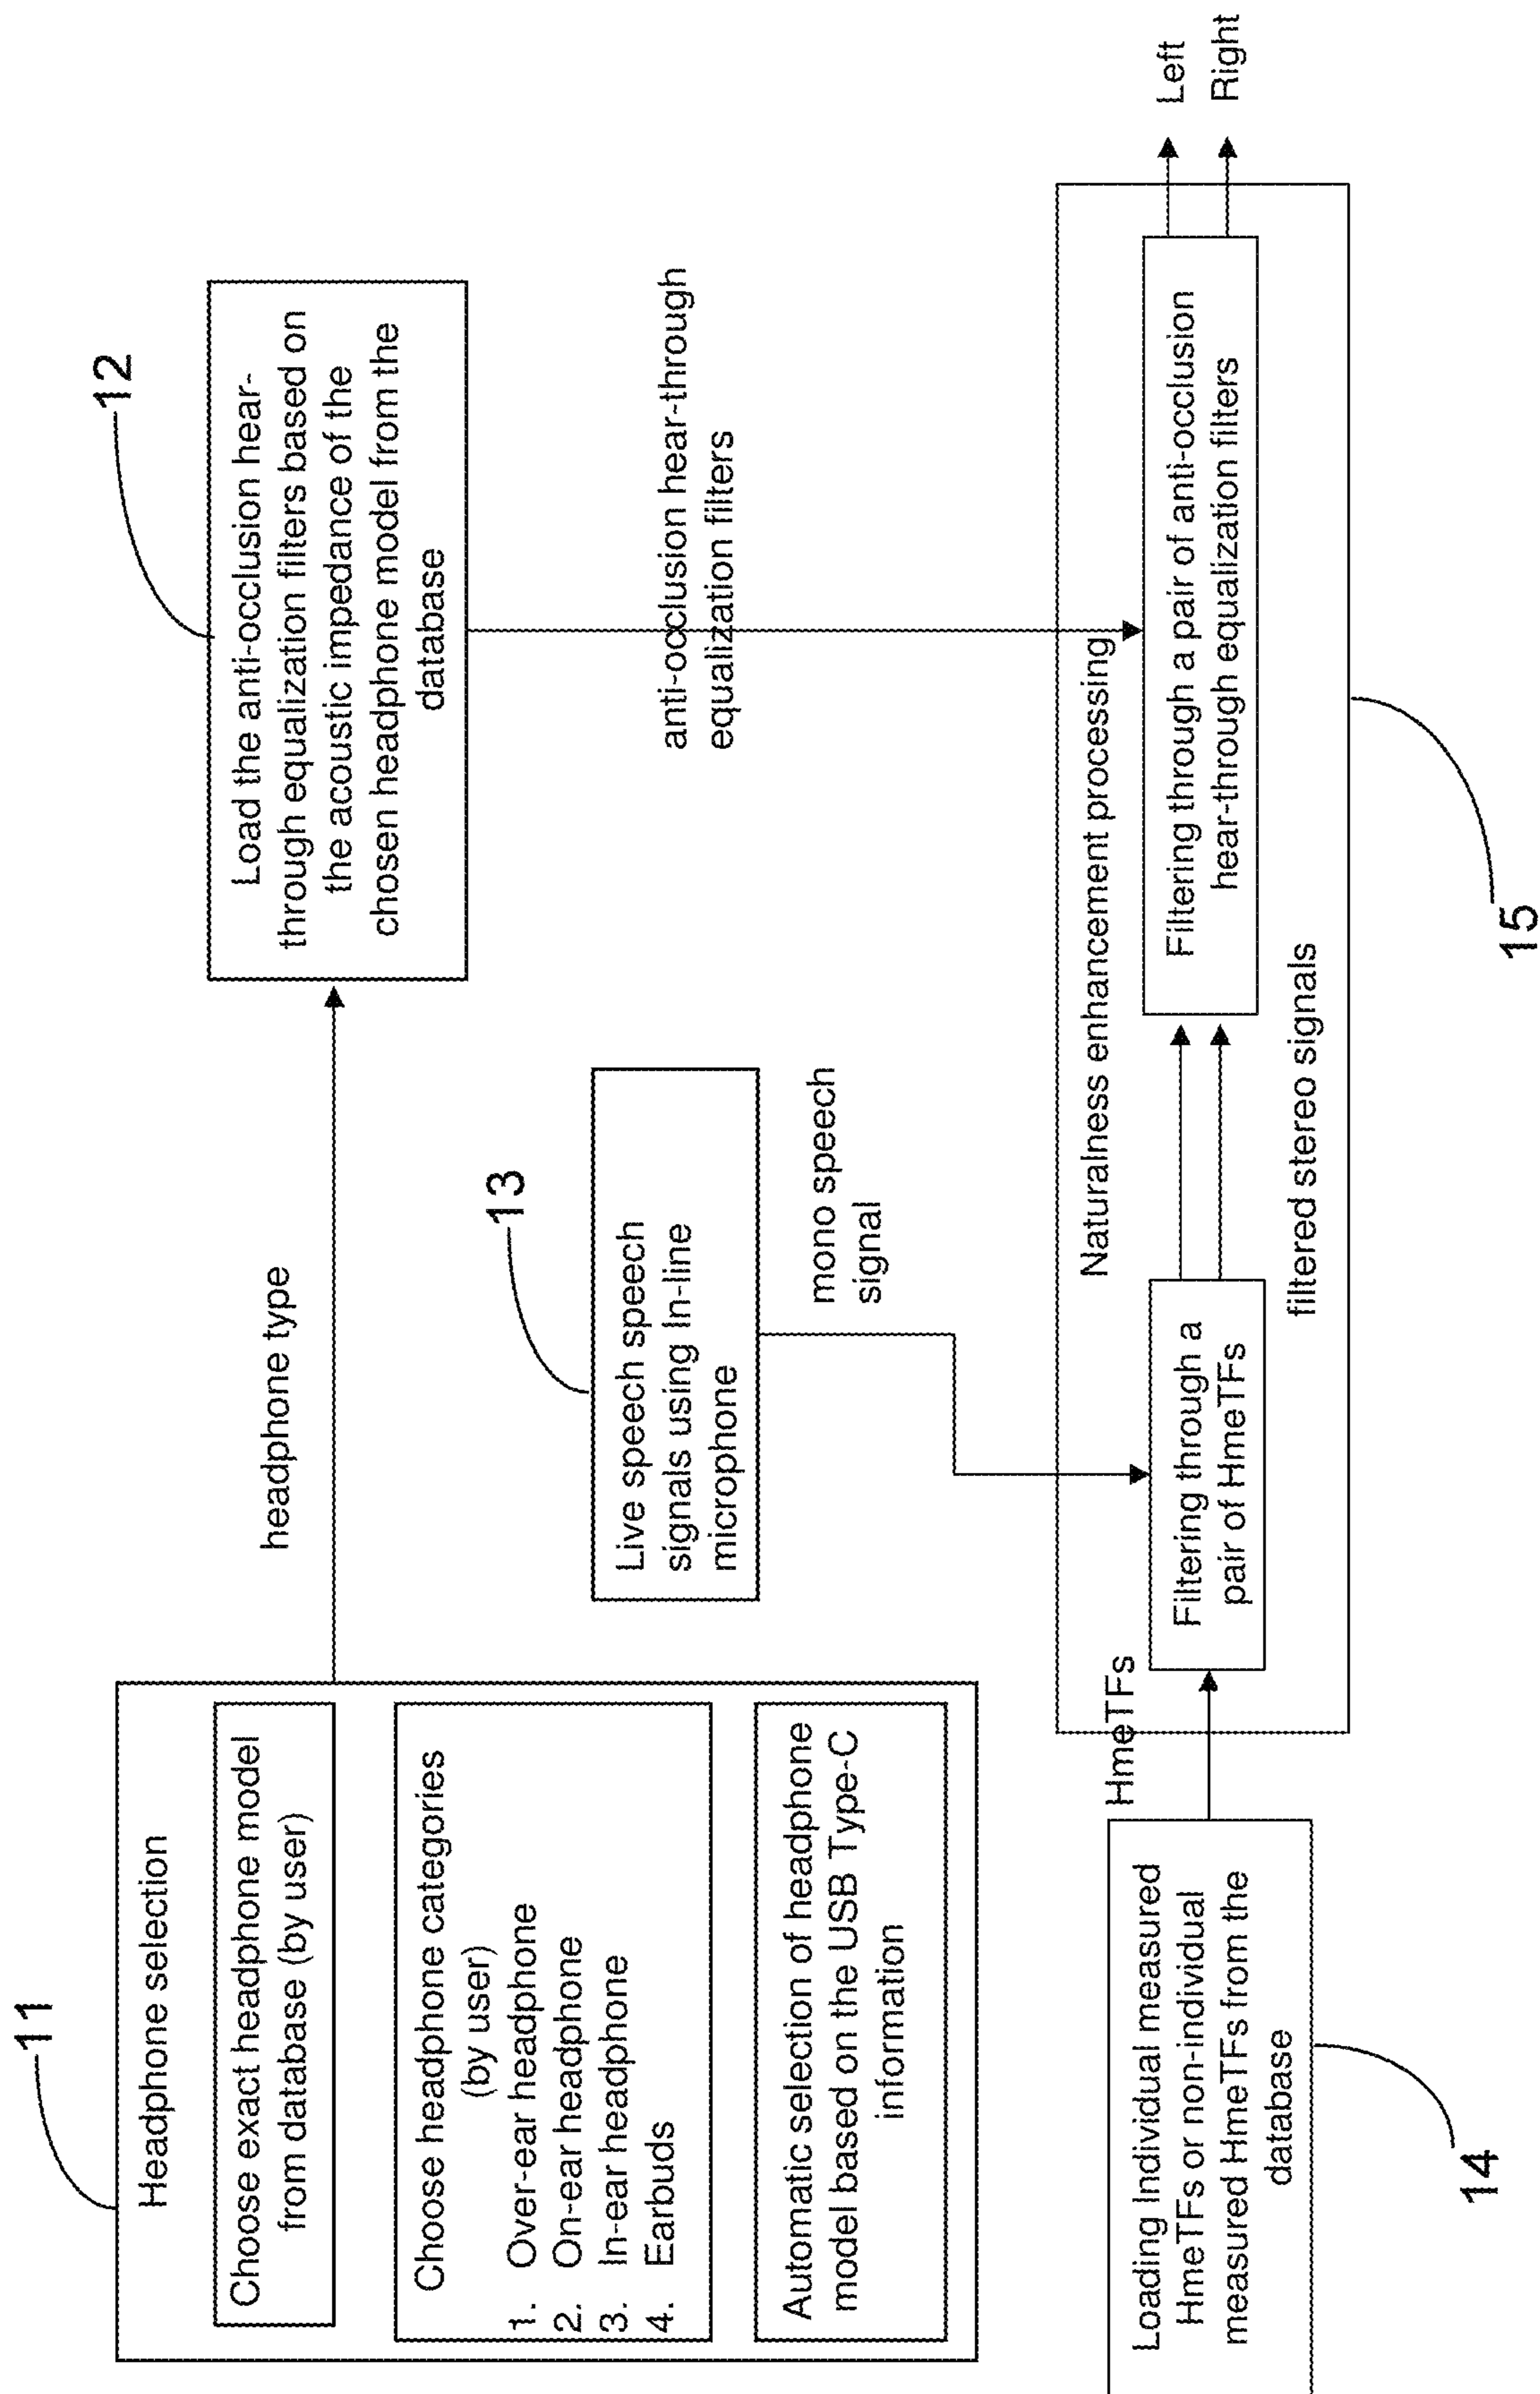 11
Headphone selection
Choose exact headphone model
from database (by user)
Choose headphone categories
(by user)
1. Over-ear headphone
2. On-ear headphone
3. In-ear headphone
4. Earbuds
Automatic selection of headphone
model based on the USB Type-C
information
headphone type
12
Load the anti-occlusion hear-
through equalization filters based on
the acoustic impedance of the
chosen headphone model from the
database
13
Live speech speech
signals using In-line
microphone
mono speech
signal
anti-occlusion hear-through
equalization filters
Loading Individual measured
HmeTFs or non-individual
measured HmeTFs from the
database
14
HmeTFs
Naturalness enhancement processing
Filtering through a
pair of HmeTFs
filtered stereo signals
Filtering through a pair of anti-occlusion
hear-through equalization filters
15
Left
Right